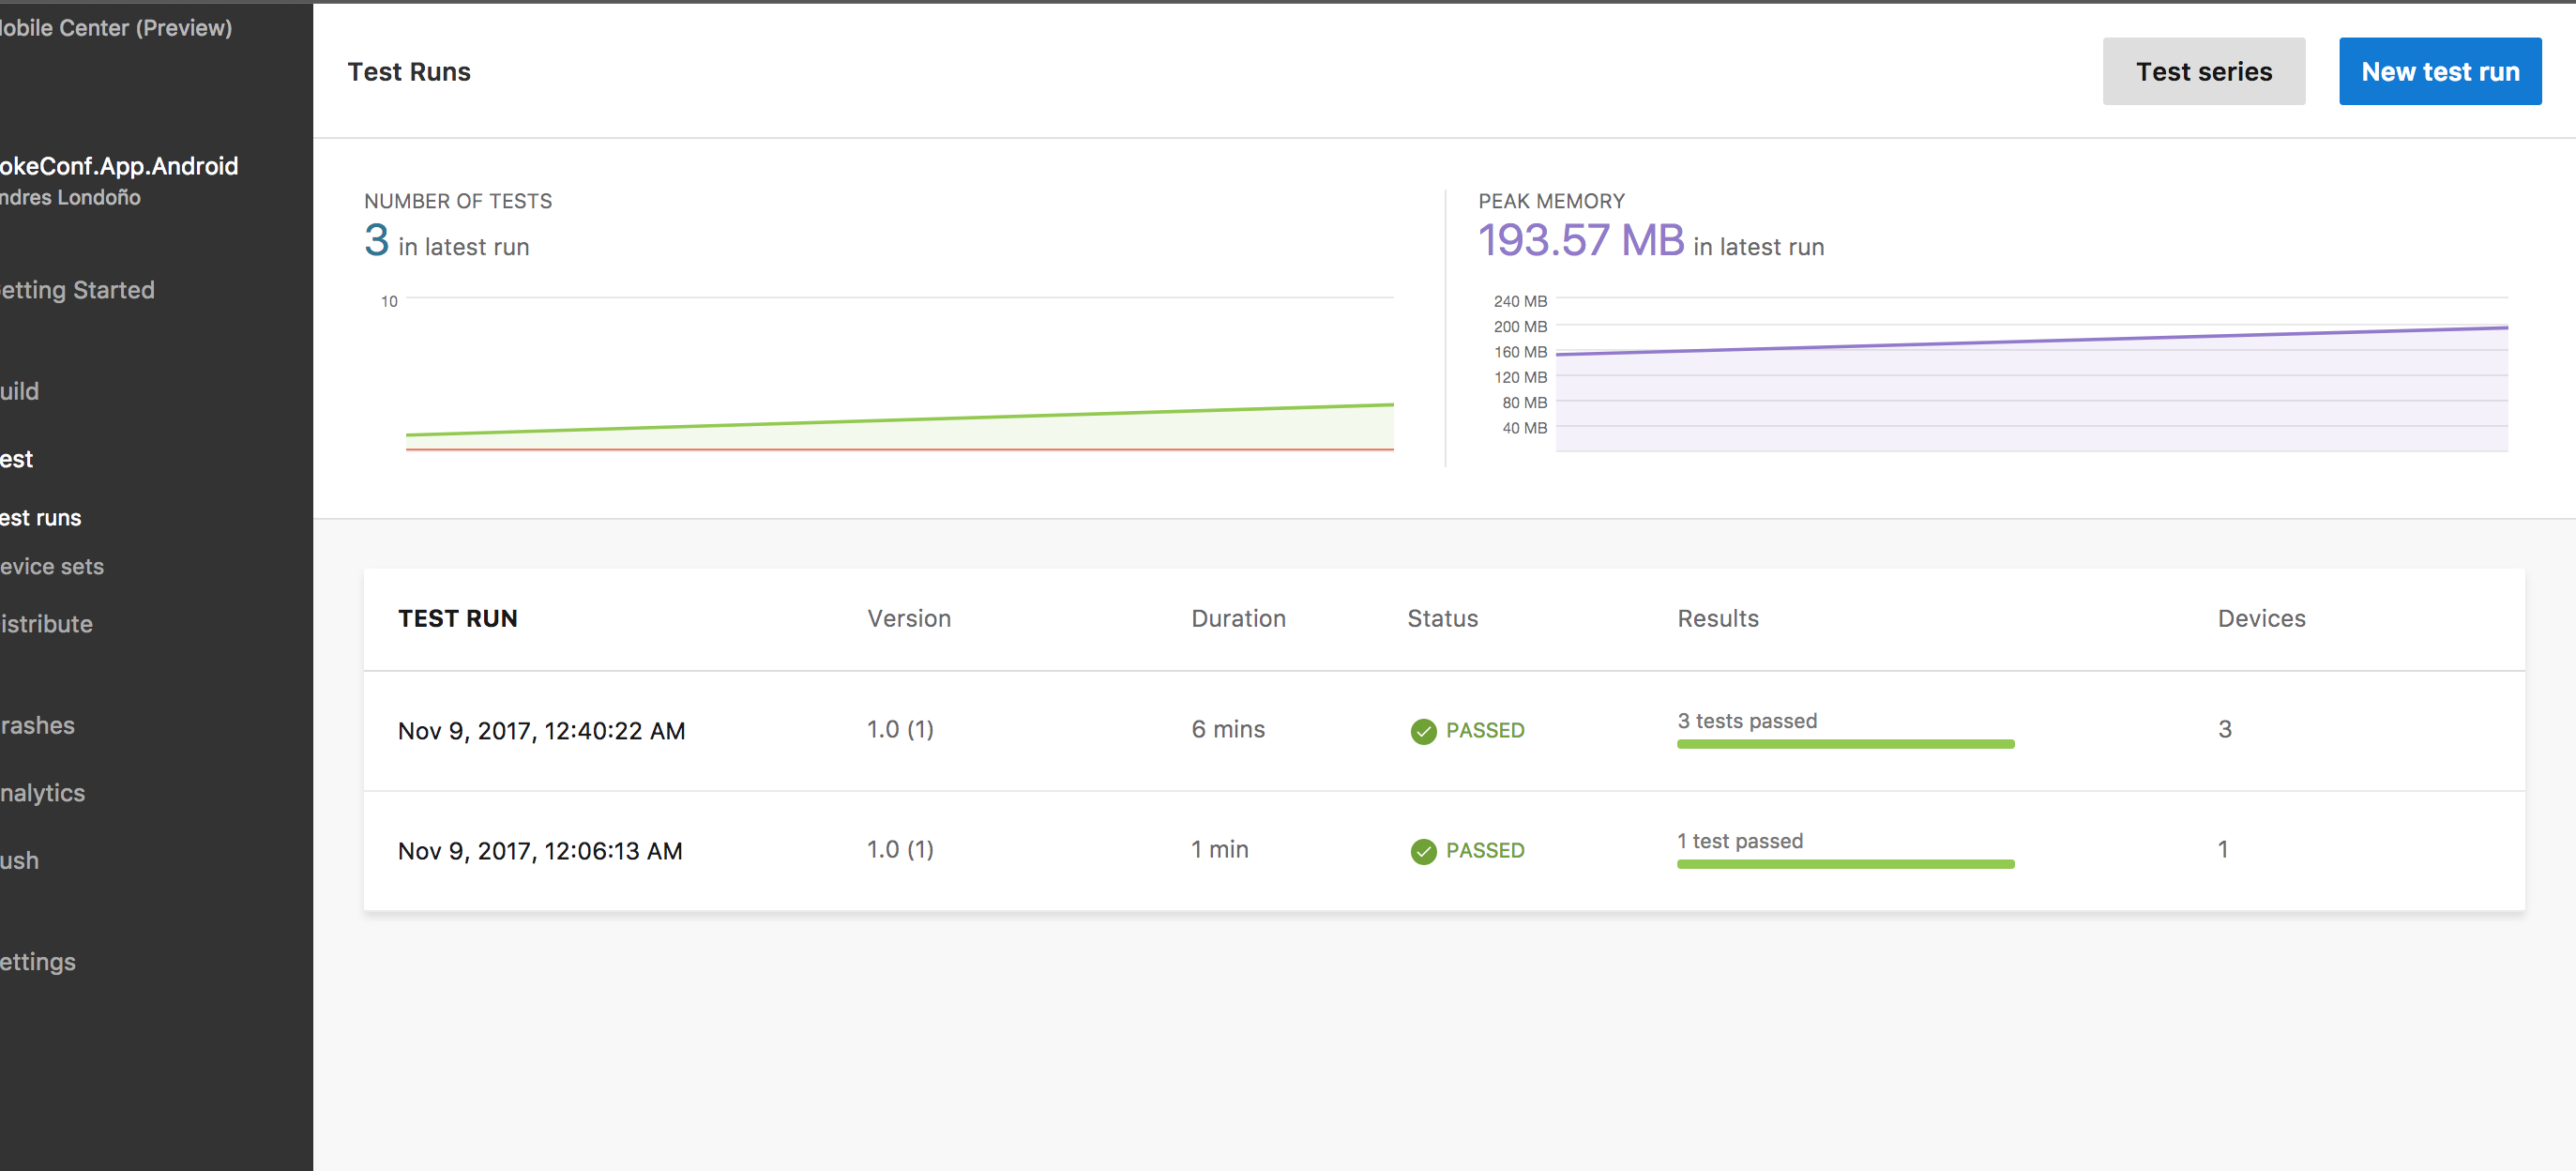 obile Center (Preview)
okeConf.App.Android
ndres Londoño
etting Started
uild
est
est runs
evice sets
istribute
rashes
nalytics
ush
ettings
Test Runs
Test series
New test run
NUMBER OF TESTS
3 in latest run
10
PEAK MEMORY
193.57 MB in latest run
240 MB
200 MB
160 MB
120 MB
80 MB
40 MB
TEST RUN Version Duration Status Results Devices
Nov 9, 2017, 12:40:22 AM 1.0 (1) 6 mins PASSED 3 tests passed 3
Nov 9, 2017, 12:06:13 AM 1.0 (1) 1 min PASSED 1 test passed 1